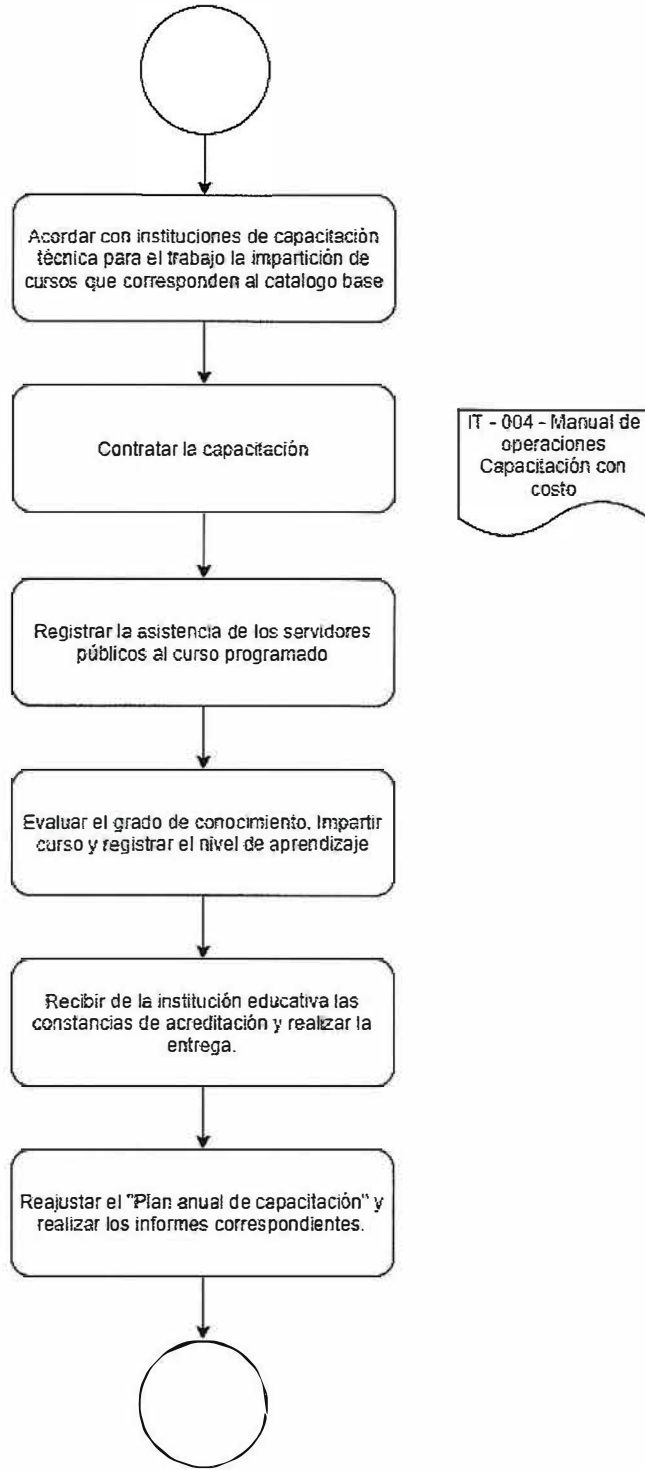 Acordar con instituciones de capacitación
técnica para el trabajo la impartición de
cursos que corresponden al catalogo base
Contratar la capacitación
IT - 004 - Manual de
operaciones
Capacitación con
costo
Registrar la asistencia de los servidores
públicos al curso programado
Evaluar el grado de conocimiento, Impartir
curso y registrar el nivel de aprendizaje
Recibir de la institución educativa las
constancias de acreditación y realizar la
entrega.
Reajustar el "Plan anual de capacitación" y
realizar los informes correspondientes.